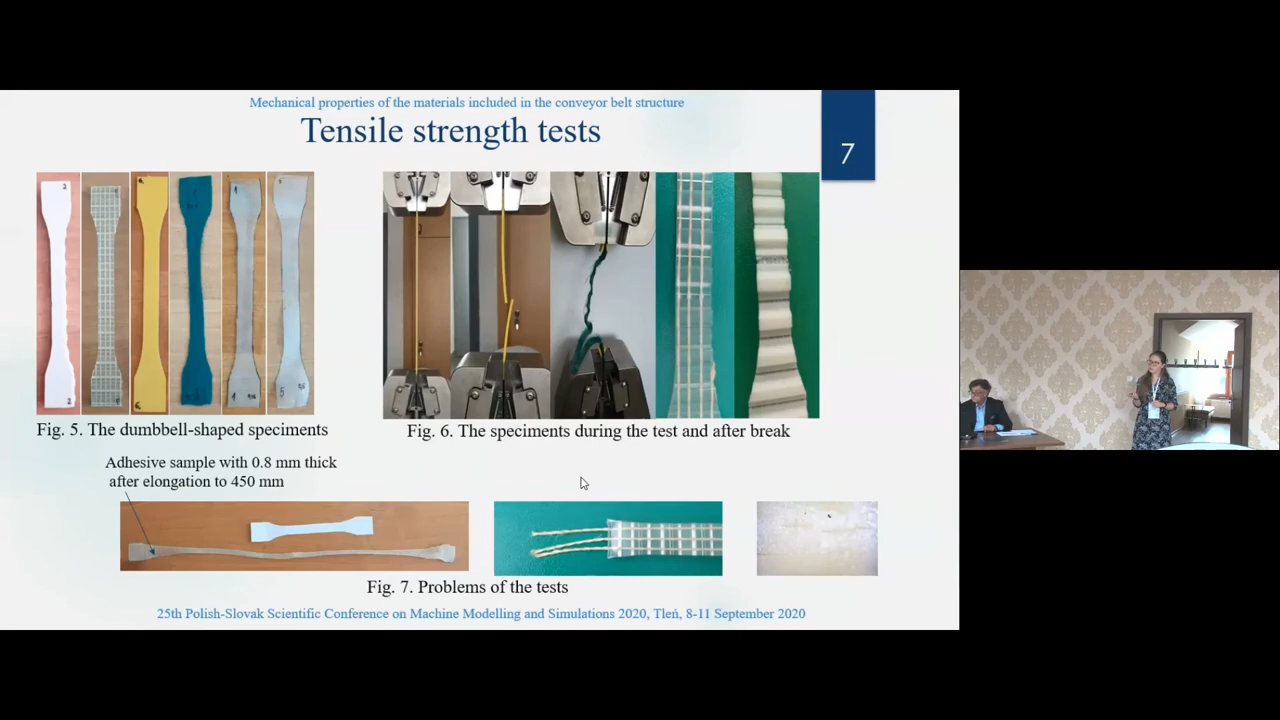 Mechanical properties of the materials included in the conveyor belt structure
Tensile strength tests
7
Fig. 5. The dumbbell-shaped speciments
Fig. 6. The speciments during the test and after break
Adhesive sample with 0.8 mm thick
after elongation to 450 mm
Fig. 7. Problems of the tests
25th Polish-Slovak Scientific Conference on Machine Modelling and Simulations 2020, Tleń, 8-11 September 2020